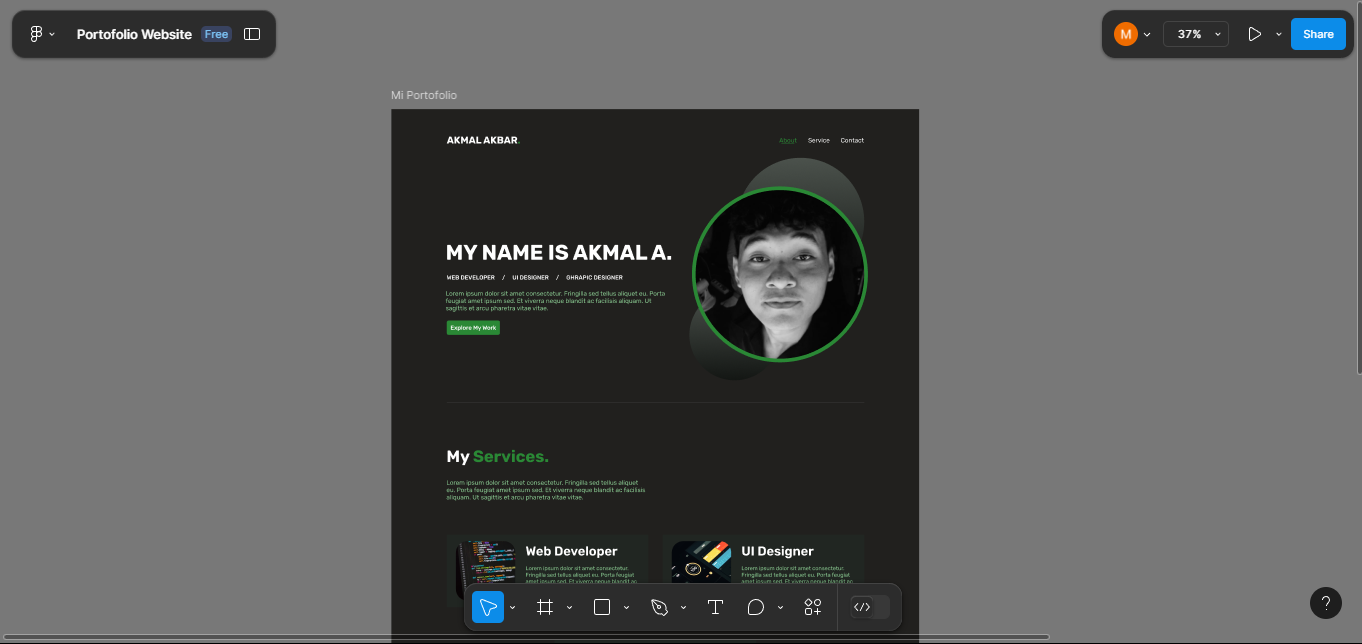 Portofolio Website Free
M 37% Share
Mi Portofolio
AKMAL AKBAR.
About Service Contact
MY NAME IS AKMAL A.
WEB DEVELOPER / UI DESIGNER / GHRAPIC DESIGNER
Lorem ipsum dolor sit amet consectetur. Fringilla sed tellus aliquet eu. Porta
feugiat amet ipsum sed. Et viverra neque blandit ac facilisis aliquam. Ut
sagittis et arcu pharetra vitae vitae.
Explore My Work
My Services.
Lorem ipsum dolor sit amet consectetur. Fringilla sed tellus aliquet
eu. Porta feugiat amet ipsum sed. Et viverra neque blandit ac facilisis
aliquam. Ut sagittis et arcu pharetra vitae vitae.
Web Developer
Lorem ipsum dolor sit amet consectetur.
Fringilla sed tellus aliquet eu. Porta feugiat
amet ipsum sed. Et viverra neque blandit ac
UI Designer
Lorem ipsum dolor sit amet consectetur.
Fringilla sed tellus aliquet eu. Porta feugiat
amet ipsum sed. Et viverra neque blandit ac
?